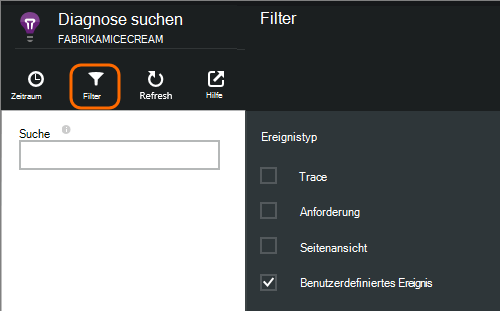 Diagnose suchen
FABRIKAMICECREAM
Zeitraum
Filter
Refresh
Hilfe
Suche
Filter
Ereignistyp
Trace
Anforderung
Seitenansicht
Benutzerdefiniertes Ereignis